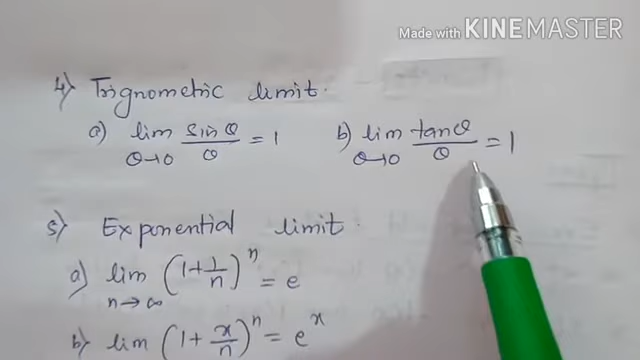 Made with KINEMASTER
4) Trignometric limit.
a) lim θ→0 sinθ/θ = 1 b) lim θ→0 tanθ/θ = 1
5) Exponential limit.
a) lim n→∞ (1+1/n)^n = e
b) lim (1+x/n)^n = e^x